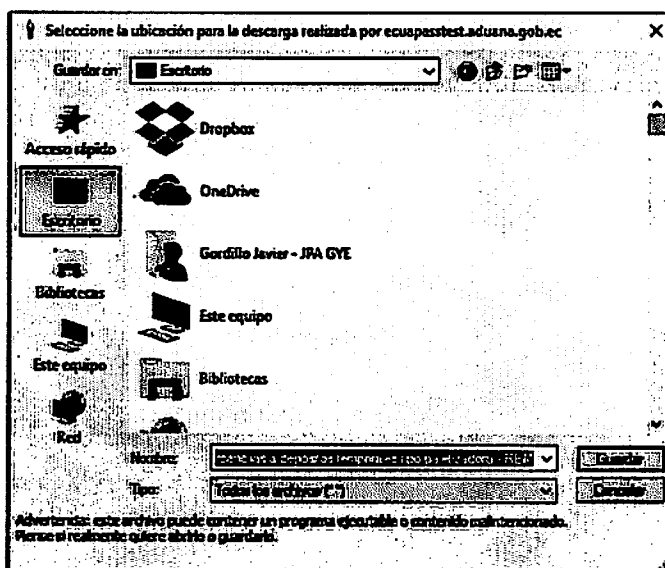 Seleccione la ubicación para la descarga realizada por ecuapasstest.aduana.gob.ec
Guardar en: Escritorio
Acceso rápido
Escritorio
Bibliotecas
Este equipo
Red
Dropbox
OneDrive
Gordillo Javier - JPA GYE
Este equipo
Bibliotecas
Nombre:
Guardar
Tipo: Todos los archivos (*.*)
Cancelar
Advertencia: este archivo puede contener un programa ejecutable o contenido malintencionado.
Piense si realmente quiere abrirlo o guardarlo.